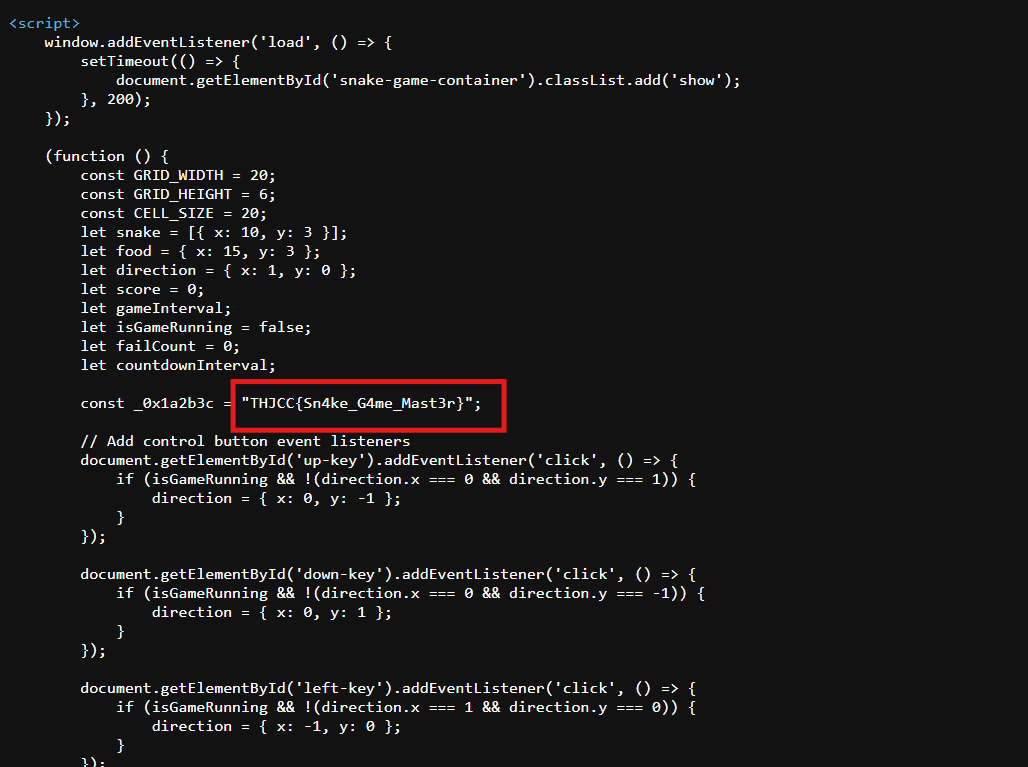 <script>
    window.addEventListener('load', () => {
        setTimeout(() => {
            document.getElementById('snake-game-container').classList.add('show');
        }, 200);
    });

    (function () {
        const GRID_WIDTH = 20;
        const GRID_HEIGHT = 6;
        const CELL_SIZE = 20;
        let snake = [{ x: 10, y: 3 }];
        let food = { x: 15, y: 3 };
        let direction = { x: 1, y: 0 };
        let score = 0;
        let gameInterval;
        let isGameRunning = false;
        let failCount = 0;
        let countdownInterval;

        const _0x1a2b3c = "THJCC{Sn4ke_G4me_Mast3r}";

        // Add control button event listeners
        document.getElementById('up-key').addEventListener('click', () => {
            if (isGameRunning && !(direction.x === 0 && direction.y === 1)) {
                direction = { x: 0, y: -1 };
            }
        });

        document.getElementById('down-key').addEventListener('click', () => {
            if (isGameRunning && !(direction.x === 0 && direction.y === -1)) {
                direction = { x: 0, y: 1 };
            }
        });

        document.getElementById('left-key').addEventListener('click', () => {
            if (isGameRunning && !(direction.x === 1 && direction.y === 0)) {
                direction = { x: -1, y: 0 };
            }
        });